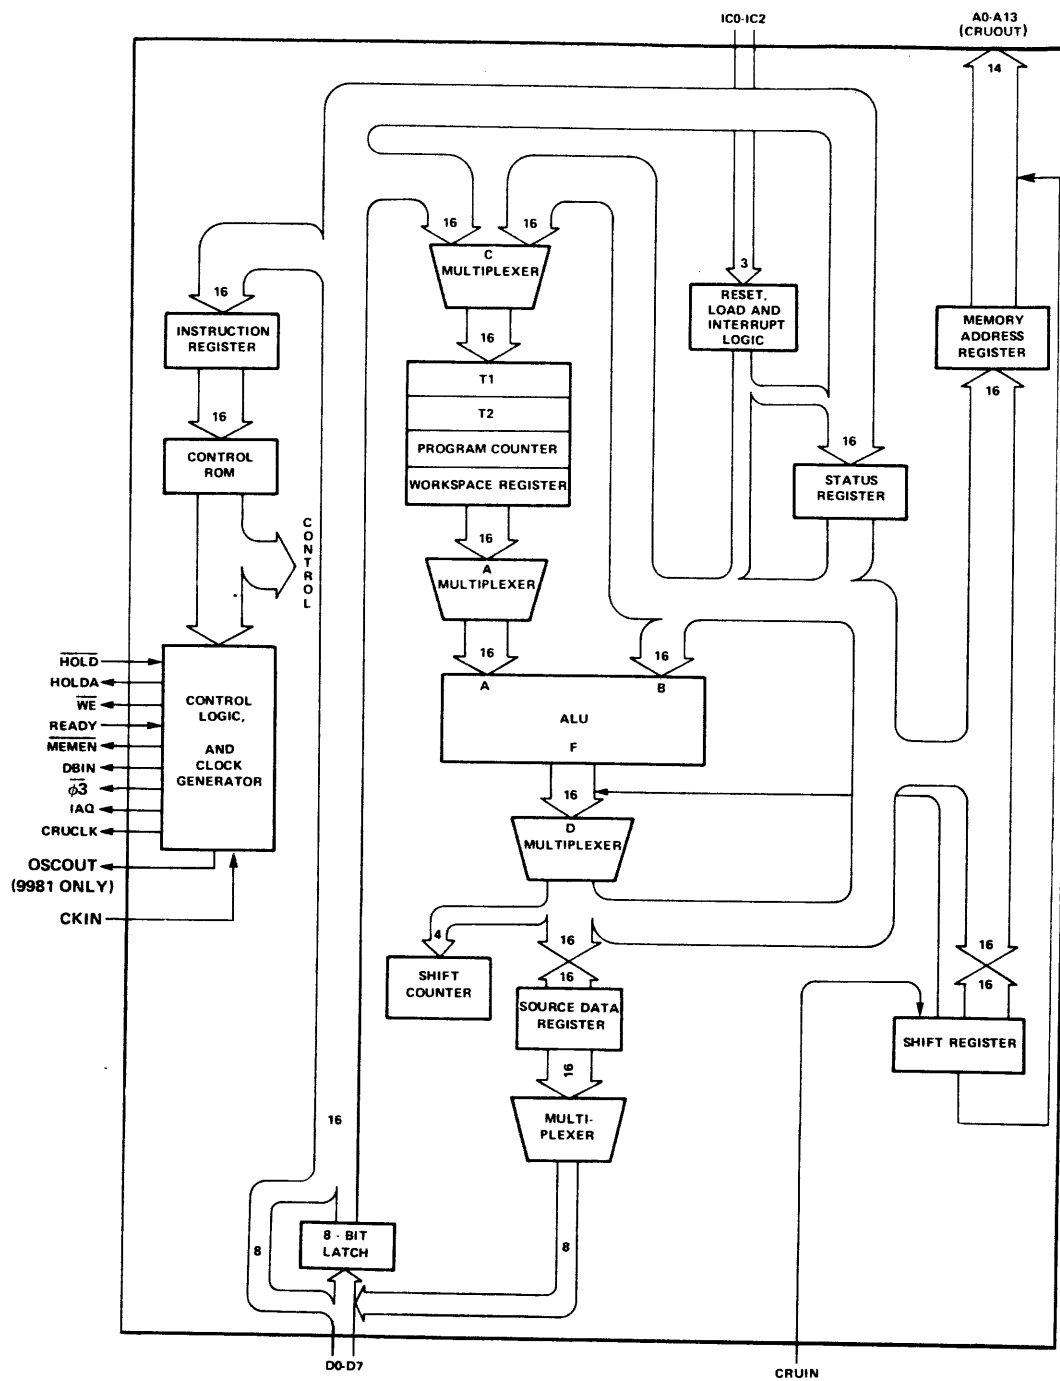 IC0-IC2
A0-A13
(CRUOUT)
14
16
16
C
MULTIPLEXER
3
RESET,
LOAD AND
INTERRUPT
LOGIC
16
INSTRUCTION
REGISTER
MEMORY
ADDRESS
REGISTER
16
16
T1
T2
PROGRAM COUNTER
WORKSPACE REGISTER
16
CONTROL
ROM
16
STATUS
REGISTER
CONTROL
16
A
MULTIPLEXER
HOLD
HOLDA
WE
READY
MEMEN
DBIN
φ3
IAQ
CRUCLK
OSCOUT
(9981 ONLY)
CKIN
CONTROL
LOGIC,
AND
CLOCK
GENERATOR
16
16
A
B
ALU
F
16
D
MULTIPLEXER
4
SHIFT
COUNTER
16
16
SOURCE DATA
REGISTER
16
16
SHIFT REGISTER
16
MULTI-
PLEXER
16
8 - BIT
LATCH
8
8
D0-D7
CRUIN